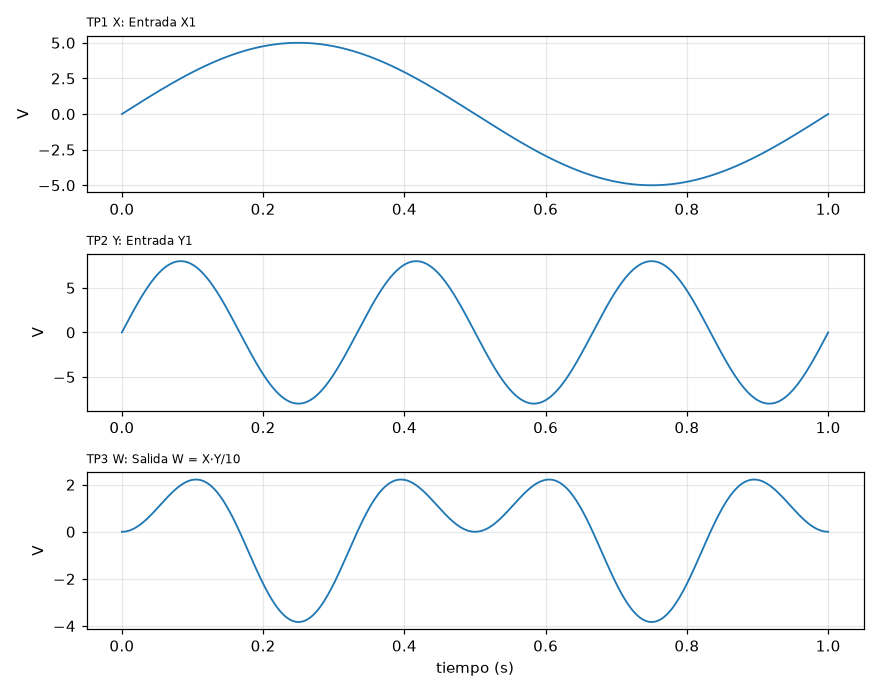 TP1 X: Entrada X1
5.0
2.5
0.0
−2.5
−5.0
V
0.0 0.2 0.4 0.6 0.8 1.0
TP2 Y: Entrada Y1
5
0
−5
V
0.0 0.2 0.4 0.6 0.8 1.0
TP3 W: Salida W = X·Y/10
2
0
−2
−4
V
0.0 0.2 0.4 0.6 0.8 1.0
tiempo (s)